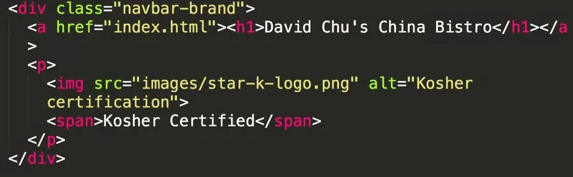 <div class="navbar-brand">
<a href="index.html"><h1>David Chu's China Bistro</h1></a
>
<p>
<img src="images/star-k-logo.png" alt="Kosher
certification">
<span>Kosher Certified</span>
</p>
</div>